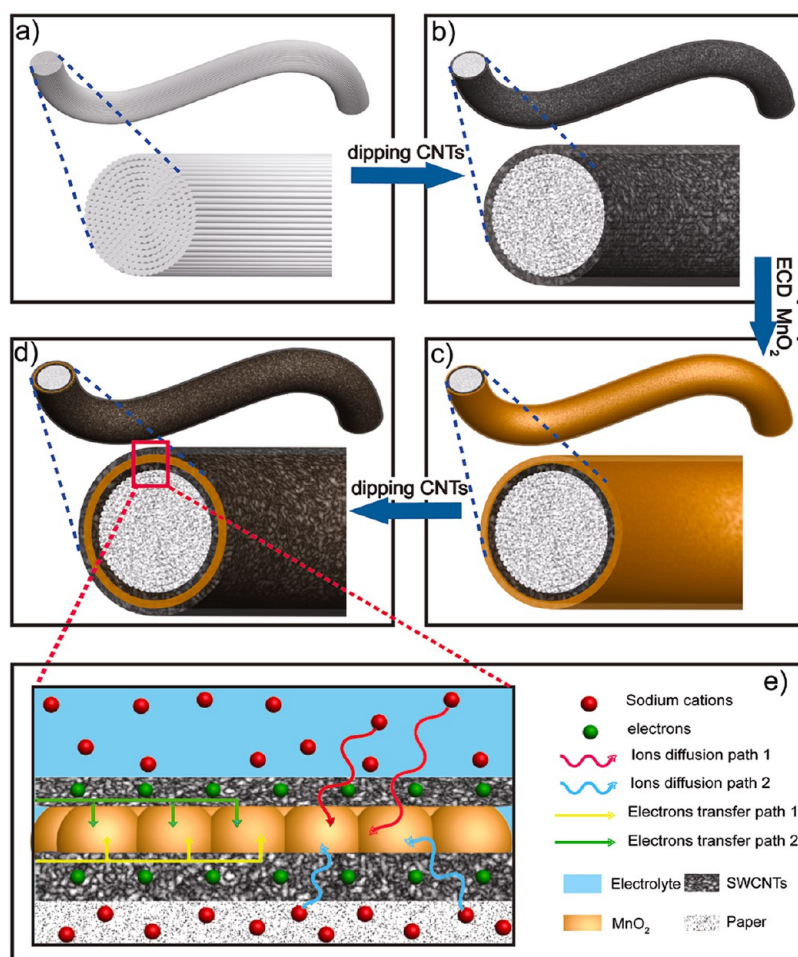 a)
dipping CNTs
b)
ECD MnO₂
d)
dipping CNTs
c)
e)
Sodium cations
electrons
Ions diffusion path 1
Ions diffusion path 2
Electrons transfer path 1
Electrons transfer path 2
Electrolyte
SWCNTs
MnO₂
Paper